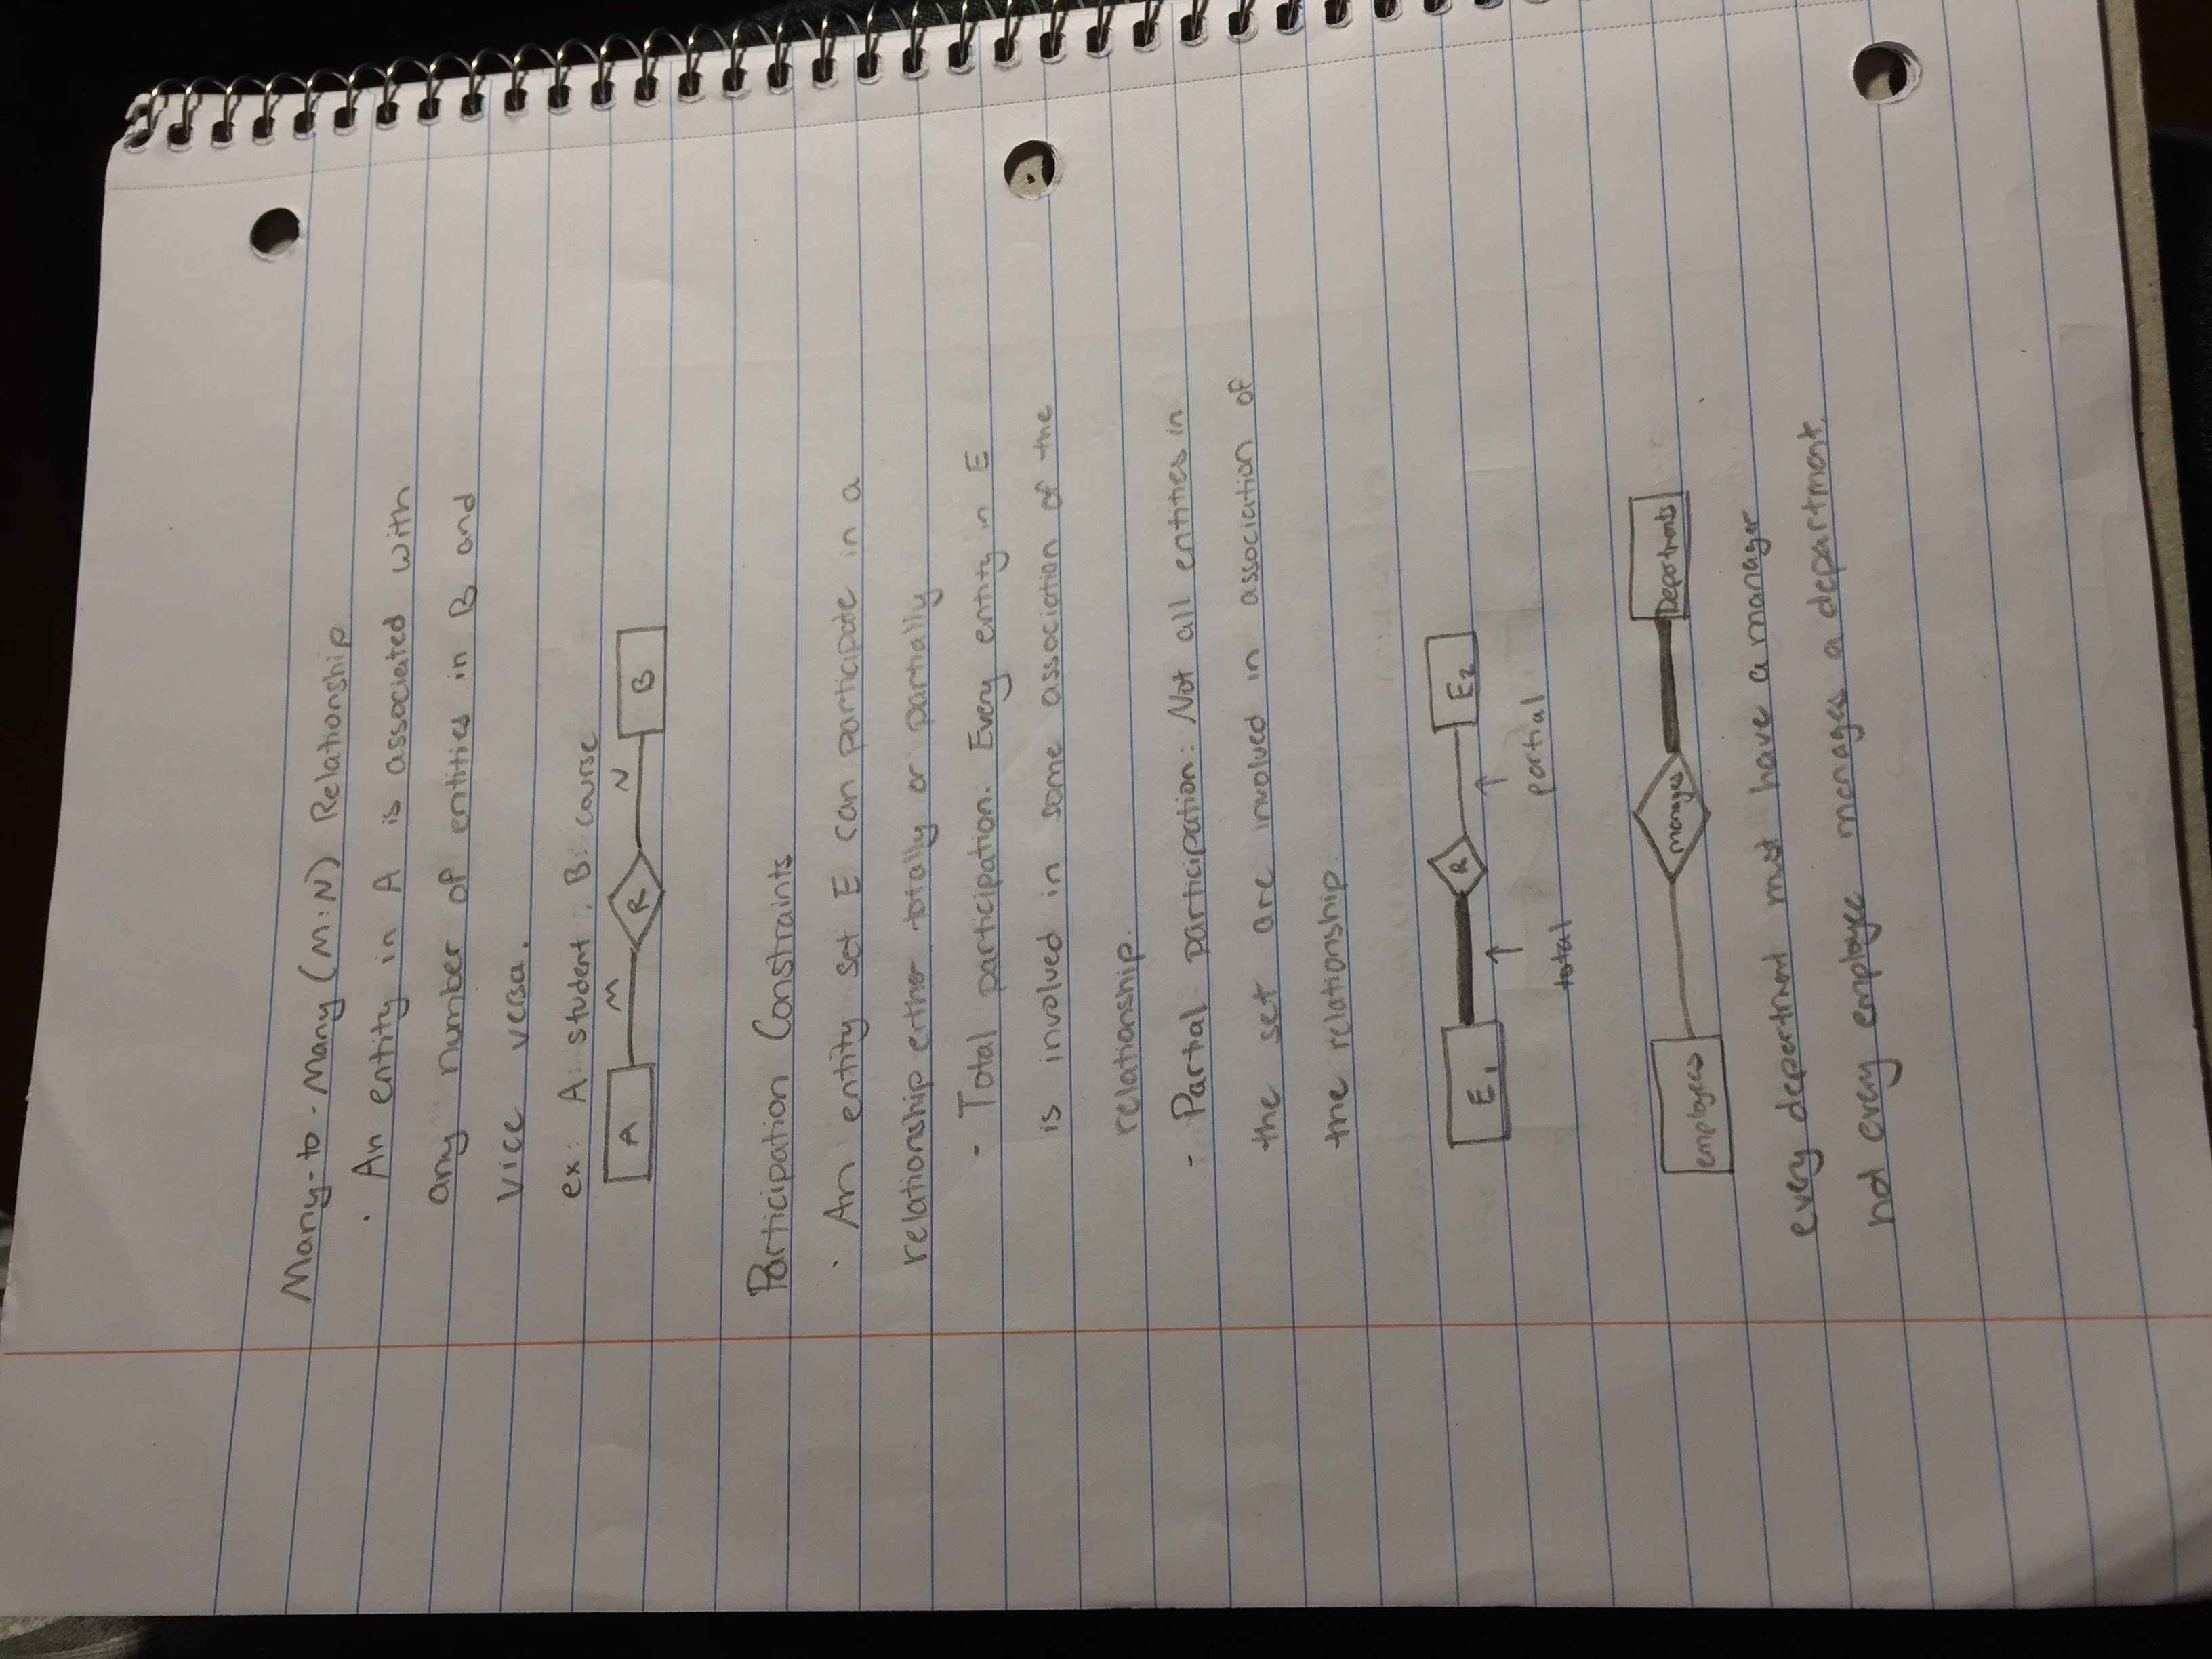 Many-to-Many (M:N) Relationship
· An entity in A is associated with
any number of entities in B and
vice versa.
ex: A: student, B: course
A M R N B
Participation Constraints
· An entity set E can participate in a
relationship either totally or partially
- Total participation. Every entity in E
is involved in some association of the
relationship.
- Partial participation: Not all entities in
the set are involved in association of
the relationship
E1 R E2
total partial
employees manages Departments
every department must have a manager
not every employee manages a department.